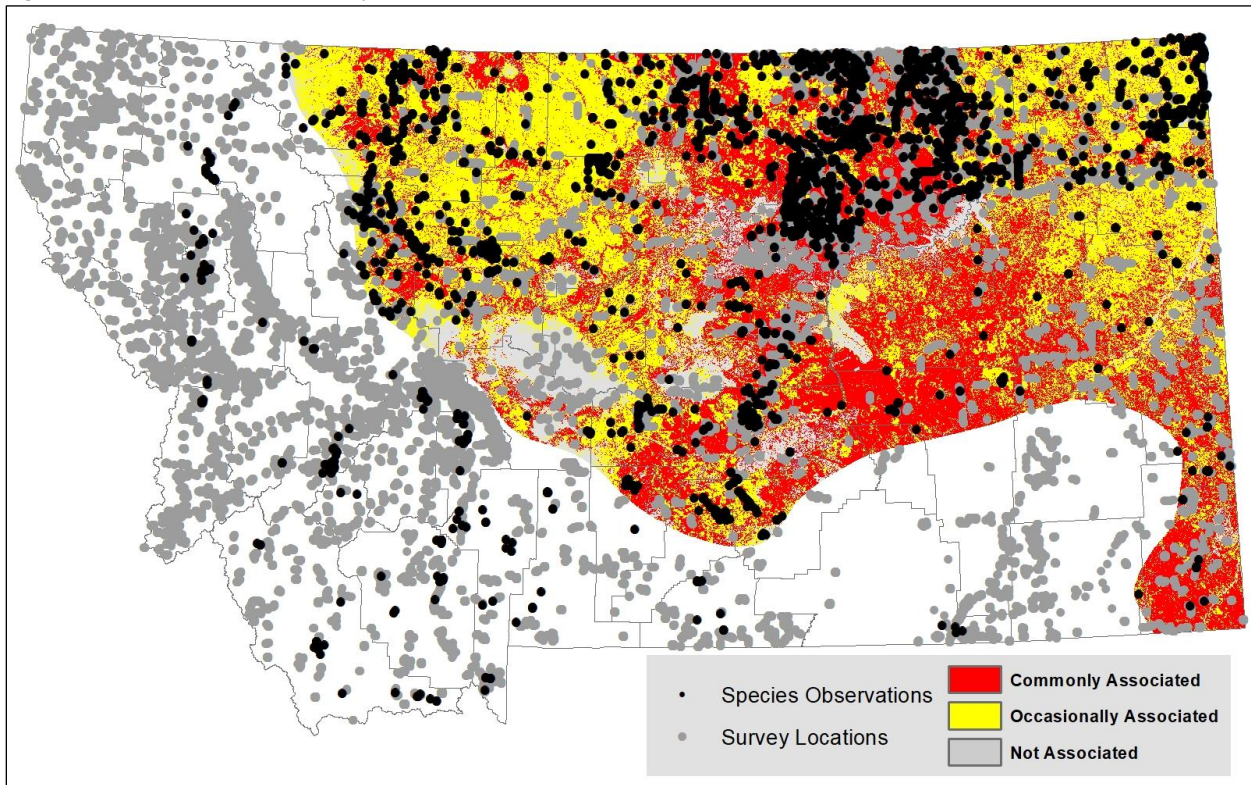 Species Observations
Survey Locations
Commonly Associated
Occasionally Associated
Not Associated